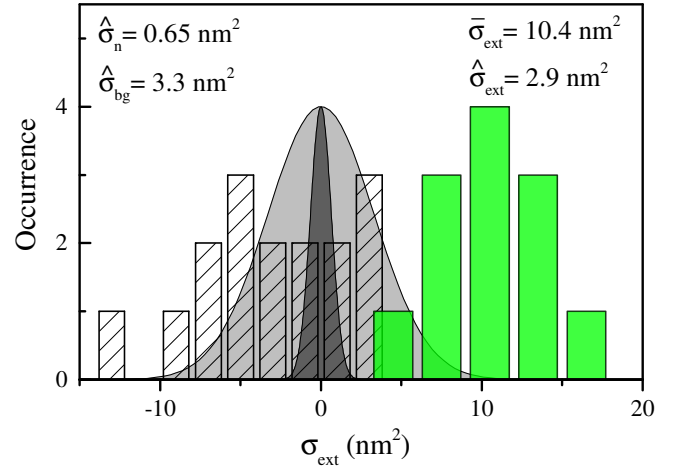 σ̂n = 0.65 nm²
σ̂bg = 3.3 nm²
σ̄ext = 10.4 nm²
σ̂ext = 2.9 nm²
Occurrence
4
2
0
-10 0 10 20
σext (nm²)